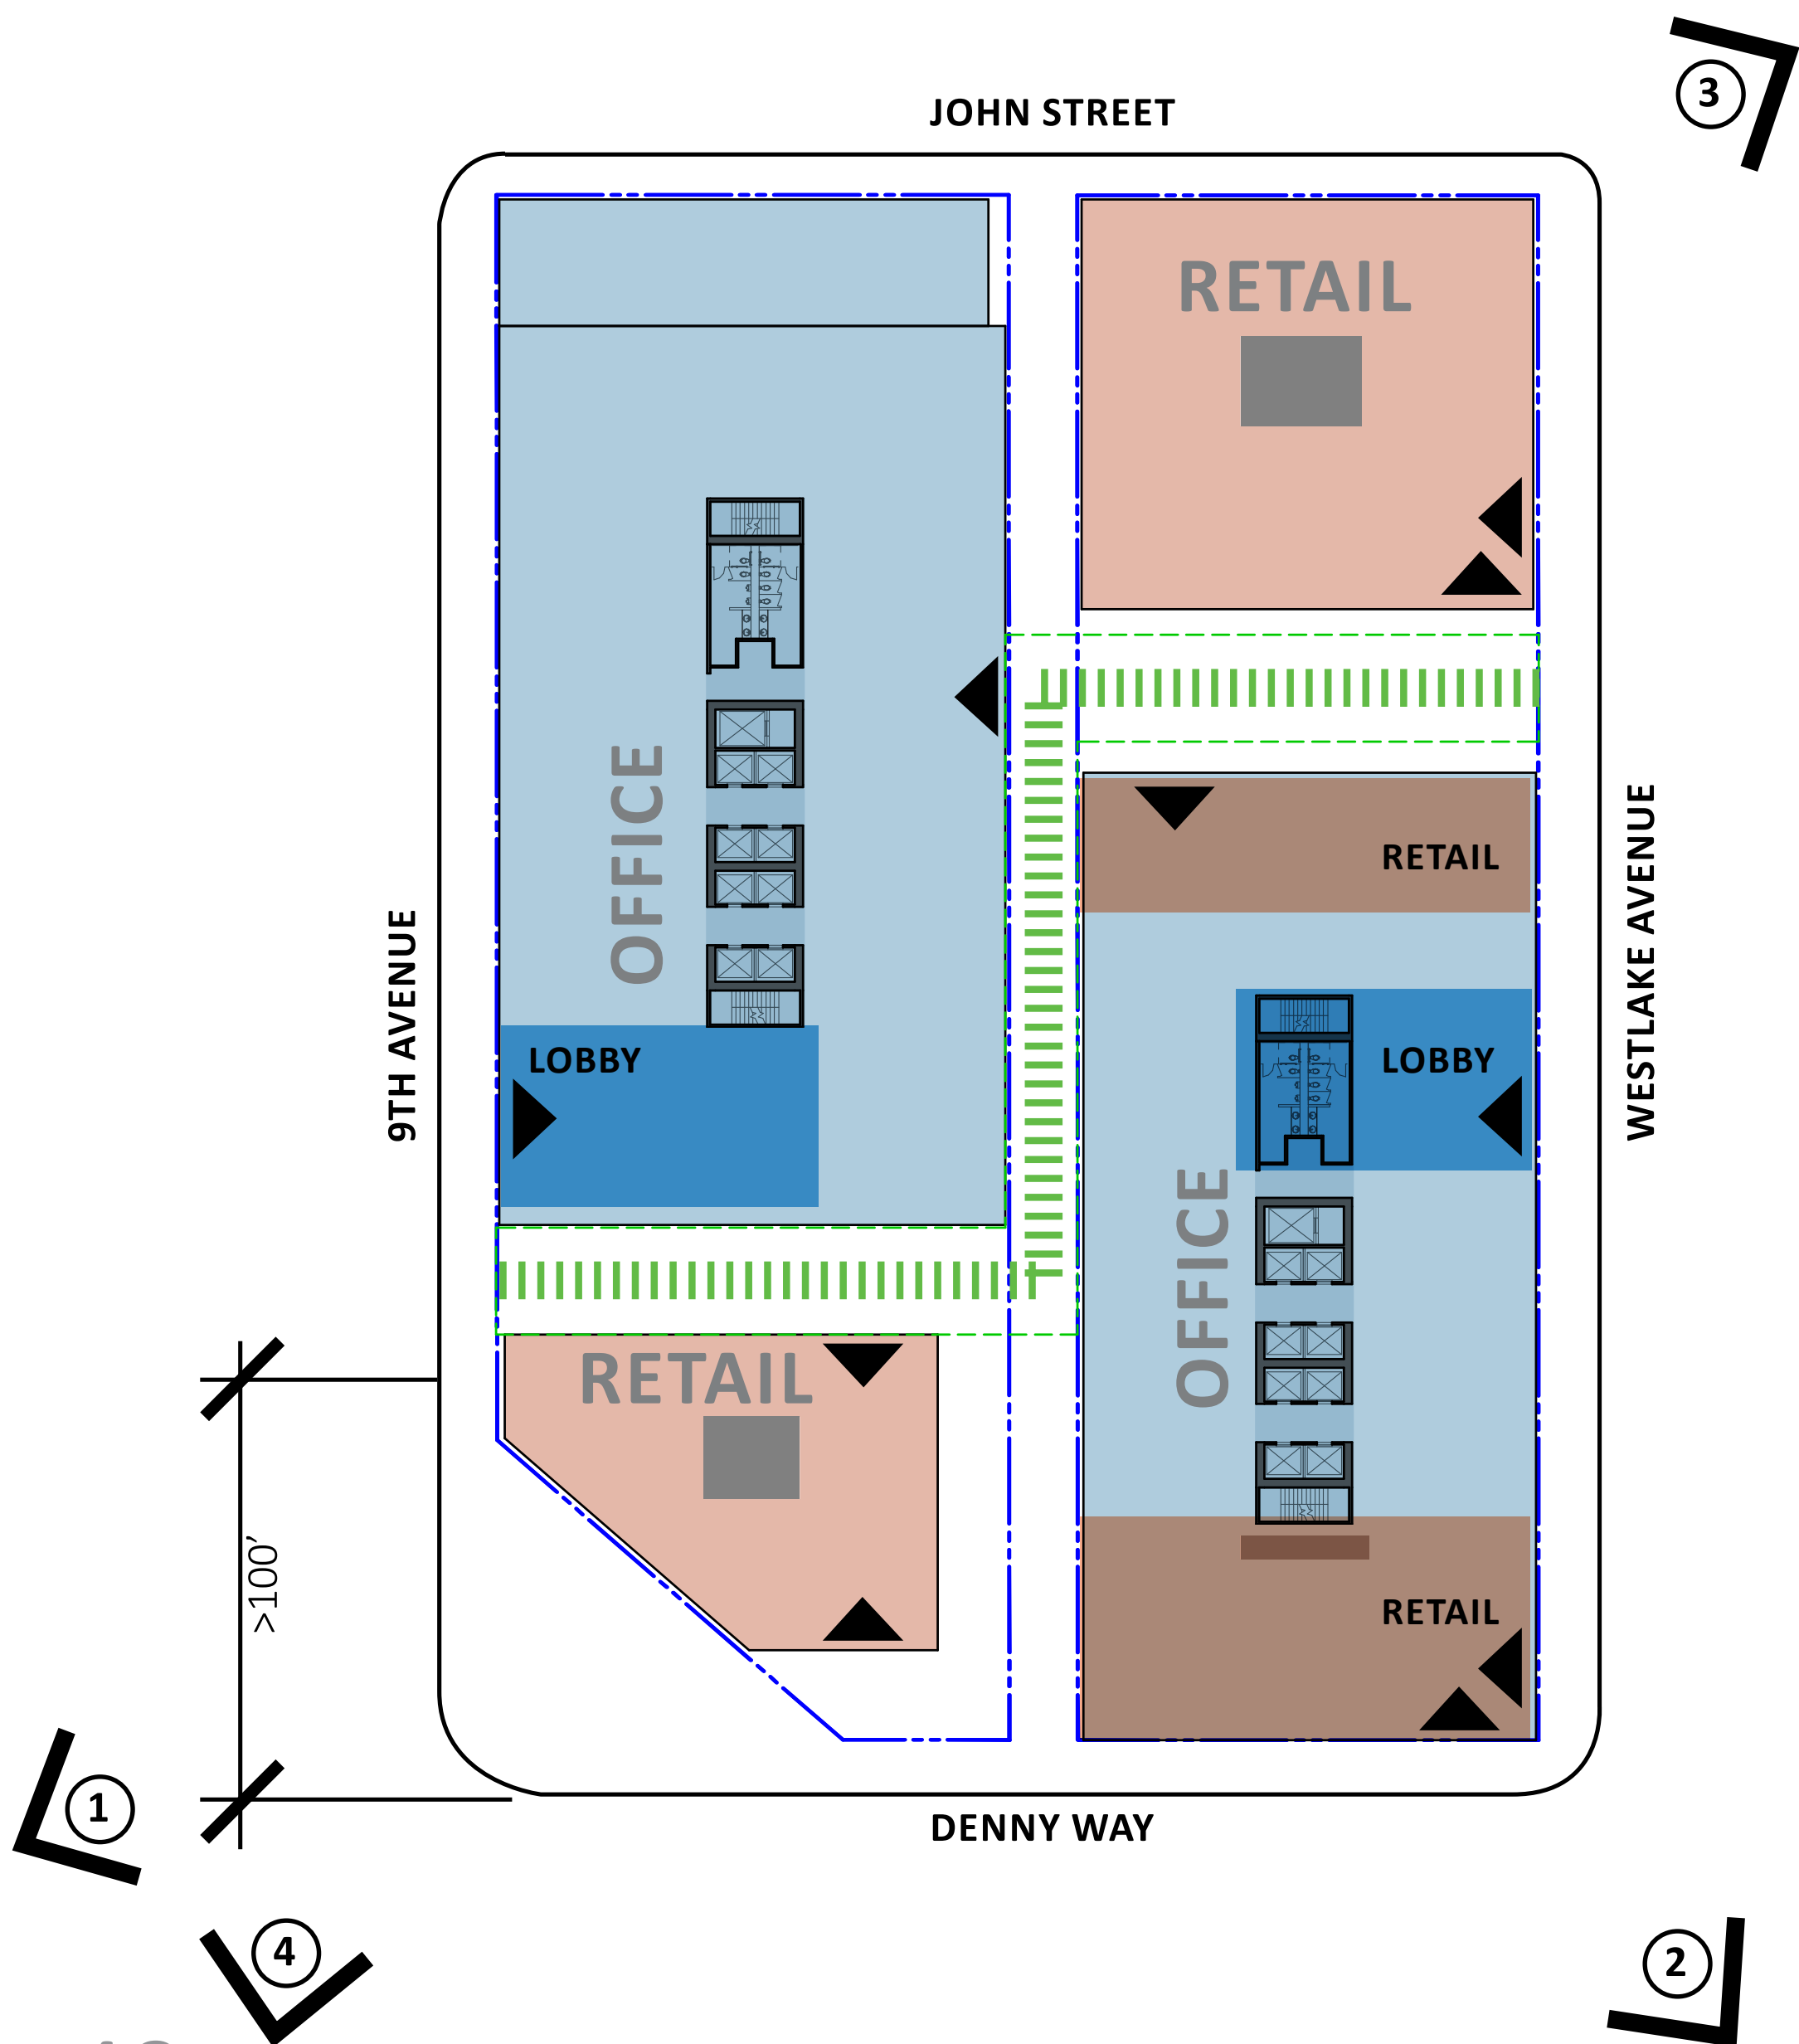 3
JOHN STREET
RETAIL
OFFICE
RETAIL
9TH AVENUE
WESTLAKE AVENUE
LOBBY
LOBBY
OFFICE
RETAIL
>100'
RETAIL
1
DENNY WAY
4
2